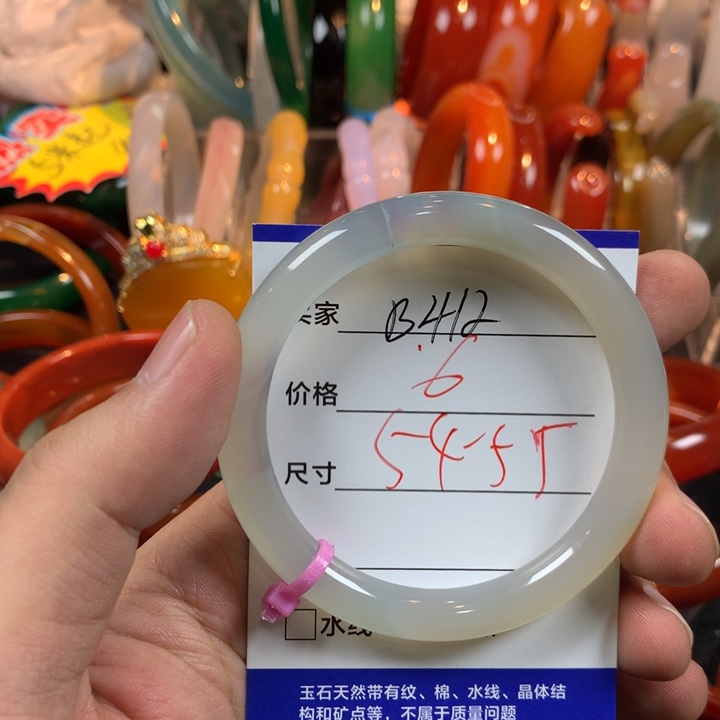 卖家 B412
价格 6
尺寸 54-55
水线
玉石天然带有纹、棉、水线、晶体结
构和矿点等，不属于质量问题